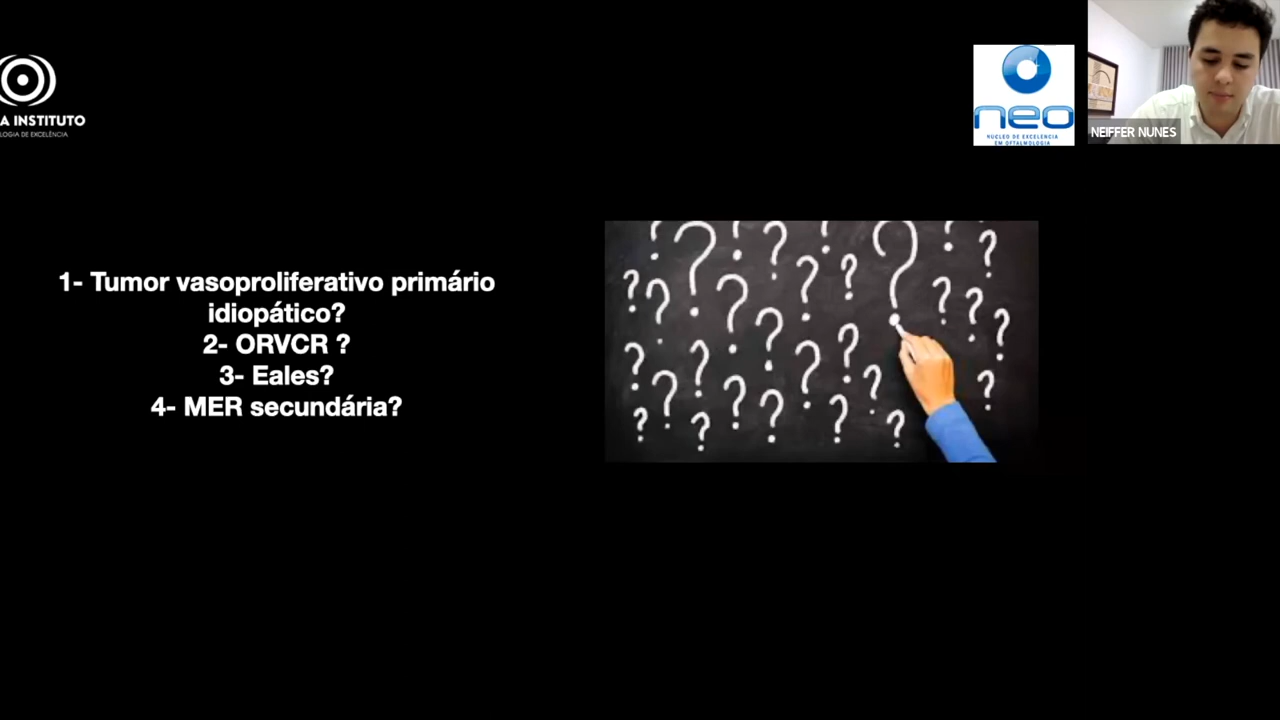 A INSTITUTO
LOGIA DE EXCELÊNCIA
neo
NÚCLEO DE EXCELÊNCIA
EM OFTALMOLOGIA
NEIFFER NUNES
1- Tumor vasoproliferativo primário
idiopático?
2- ORVCR ?
3- Eales?
4- MER secundária?